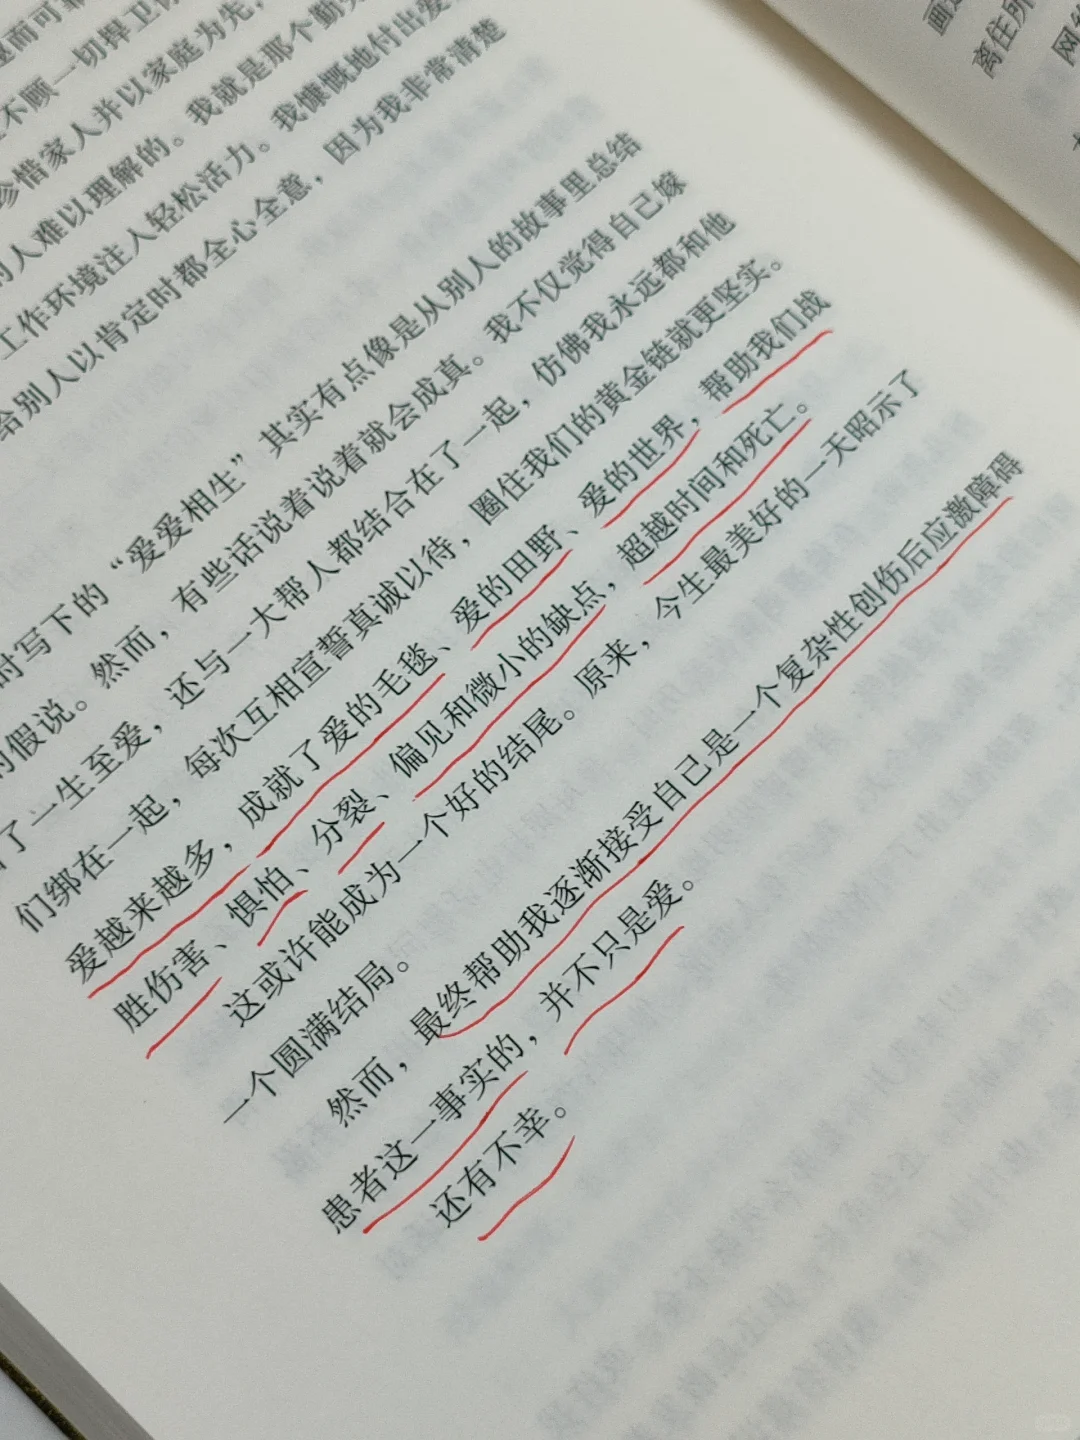 不顾一切捍卫
珍惜家人并以家庭为先，
人难以理解的。我就是那个
工作环境注入轻松活力。我慷慨地付出爱
给别人以肯定时都全心全意，因为我非常清楚
时写下的“爱爱相生”其实有点像是从别人的故事里总结
的假说。然而，有些话说着说着就会成真。我不仅觉得自己嫁
了一生至爱，还与一大帮人都结合在了一起，仿佛我永远都和他
们绑在一起，每次互相宣誓真诚以待，圈住我们的黄金链就更坚实。
爱越来越多，成就了爱的毛毯、爱的田野、爱的世界，帮助我们战
胜伤害、惧怕、分裂、偏见和微小的缺点，超越时间和死亡。
这或许能成为一个好的结尾。原来，今生最美好的一天昭示了
一个圆满结局。
然而，最终帮助我逐渐接受自己是一个复杂性创伤后应激障碍
患者这一事实的，并不只是爱。
还有不幸。
离住所